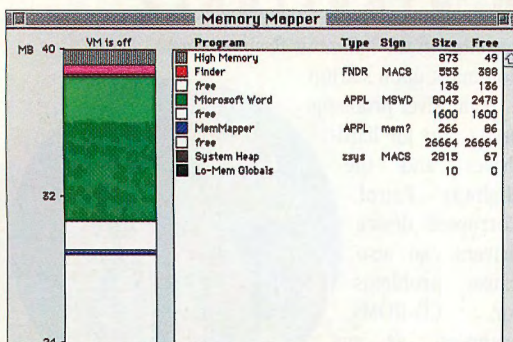 Memory Mapper
VM is off
MB 40
32
24
Program Type Sign Size Free
High Memory 873 49
Finder FNDR MACS 553 388
free 136 136
Microsoft Word APPL MSWD 8043 2478
free 1600 1600
MemMapper APPL mem? 266 86
free 26664 26664
System Heap zsys MACS 2815 67
Lo-Mem Globals 10 0